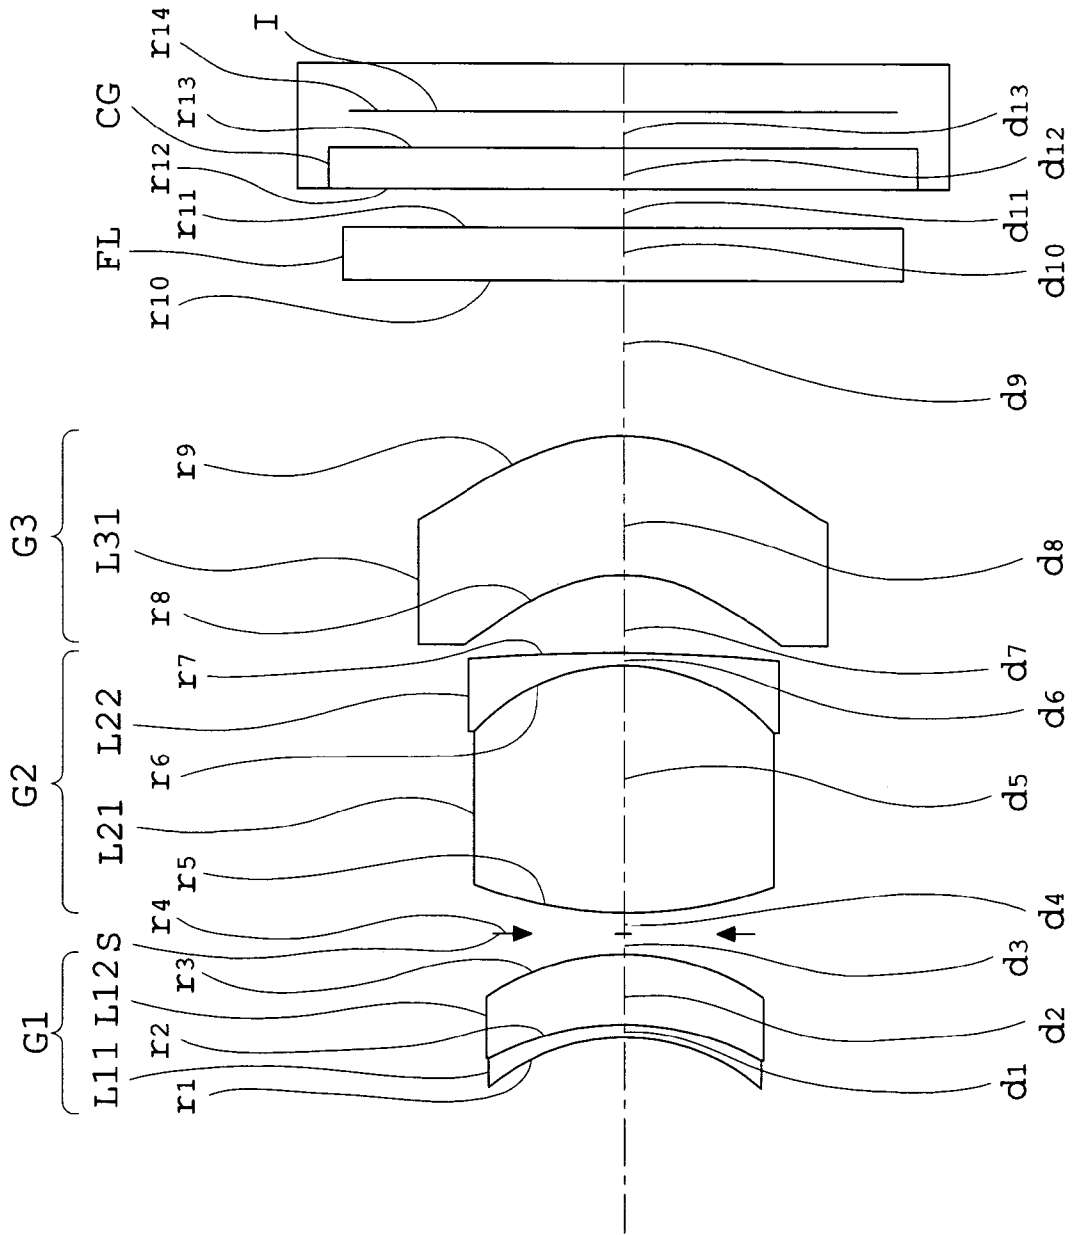 G1 G2 G3
L11 L12 S L21 L22 L31 FL CG I
r1 r2 r3 r4 r5 r6 r7 r8 r9 r10 r11 r12 r13 r14
d1 d2 d3 d4 d5 d6 d7 d8 d9 d10 d11 d12 d13